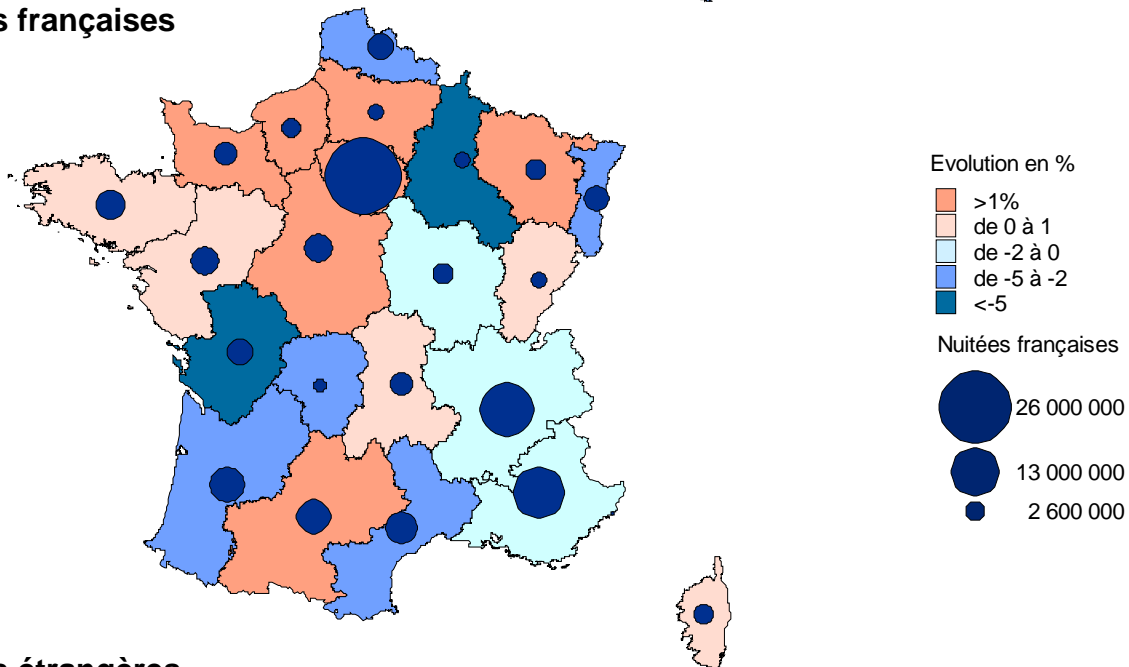 s françaises
Evolution en %
>1%
de 0 à 1
de -2 à 0
de -5 à -2
<-5
Nuitées françaises
26 000 000
13 000 000
2 600 000
étrangères